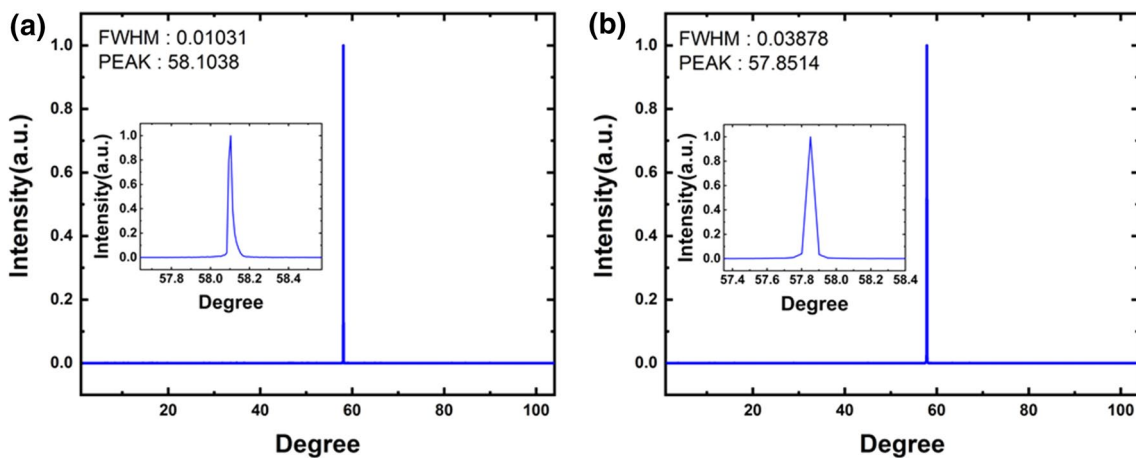 (a)
FWHM : 0.01031
PEAK : 58.1038
Intensity(a.u.)
1.0
0.8
0.6
0.4
0.2
0.0
20 40 60 80 100
Degree
Intensity(a.u.)
1.0
0.8
0.6
0.4
0.2
0.0
57.8 58.0 58.2 58.4
Degree
(b)
FWHM : 0.03878
PEAK : 57.8514
Intensity(a.u.)
1.0
0.8
0.6
0.4
0.2
0.0
20 40 60 80 100
Degree
Intensity(a.u.)
1.0
0.8
0.6
0.4
0.2
0.0
57.4 57.6 57.8 58.0 58.2 58.4
Degree